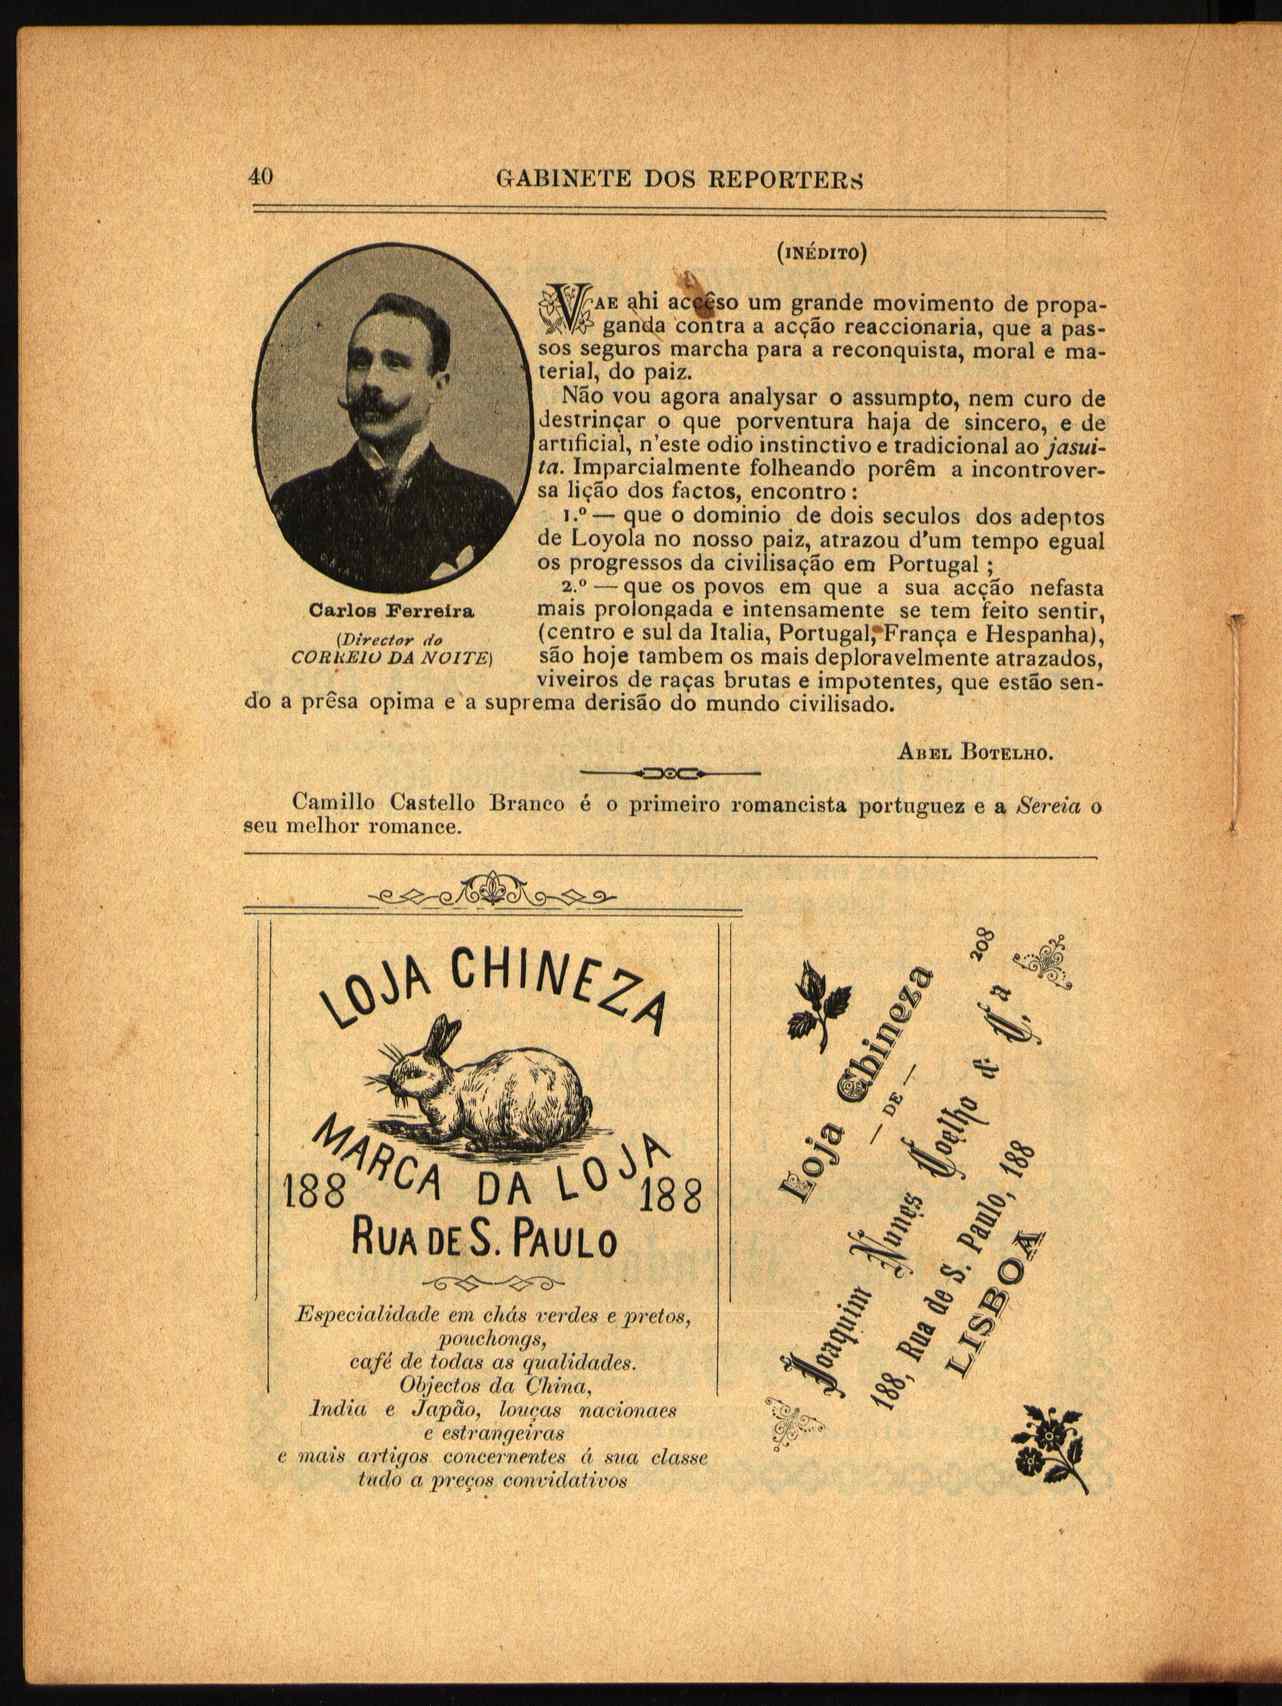 40
GABINETE DOS REPORTERS
(INÉDITO)
VAE ahi accêso um grande movimento de propa-
ganda contra a acção reaccionaria, que a pas-
sos seguros marcha para a reconquista, moral e ma-
terial, do paiz.
Não vou agora analysar o assumpto, nem curo de
destrinçar o que porventura haja de sincero, e de
artificial, n'este odio instinctivo e tradicional ao jasui-
ta. Imparcialmente folheando porêm a incontrover-
sa lição dos factos, encontro :
1.º — que o dominio de dois seculos dos adeptos
de Loyola no nosso paiz, atrazou d'um tempo egual
os progressos da civilisação em Portugal ;
2.º — que os povos em que a sua acção nefasta
mais prolongada e intensamente se tem feito sentir,
(centro e sul da Italia, Portugal, França e Hespanha),
são hoje tambem os mais deploravelmente atrazados,
viveiros de raças brutas e impotentes, que estão sen-
do a prêsa opima e a suprema derisão do mundo civilisado.
Carlos Ferreira
(Director do
CORREIO DA NOITE)
ABEL BOTELHO.
Camillo Castello Branco é o primeiro romancista portuguez e a Sereia o
seu melhor romance.
LOJA CHINEZA
MARCA DA LOJA
188 188
RUA DE S. PAULO
Especialidade em chás verdes e pretos,
pouchongs,
café de todas as qualidades.
Objectos da China,
India e Japão, louças nacionaes
e estrangeiras
e mais artigos concernentes á sua classe
tudo a preços convidativos
208
Loja Chineza
— DE —
Joaquim Nunes Coelho & C.ª
188, Rua de S. Paulo, 188
LISBOA